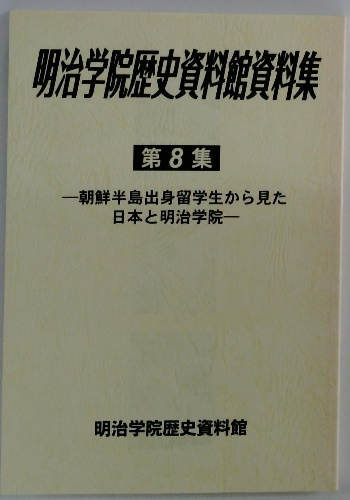 明治学院歴史資料館資料集
第8集
―朝鮮半島出身留学生から見た
日本と明治学院―
明治学院歴史資料館